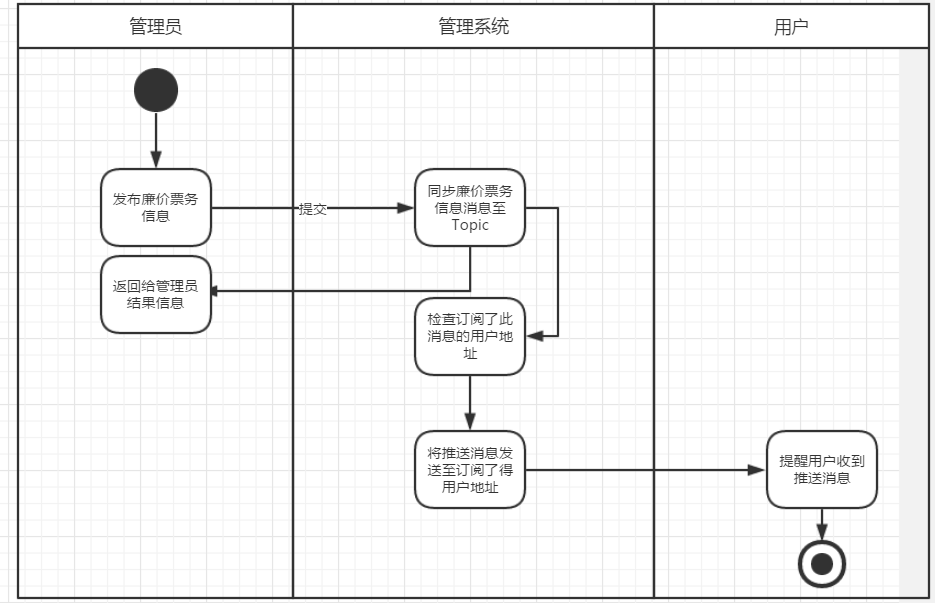 管理员
管理系统
用户
发布廉价票务
信息
提交
同步廉价票务
信息消息至
Topic
返回给管理员
结果信息
检查订阅了此
消息的用户地
址
将推送消息发
送至订阅了得
用户地址
提醒用户收到
推送消息